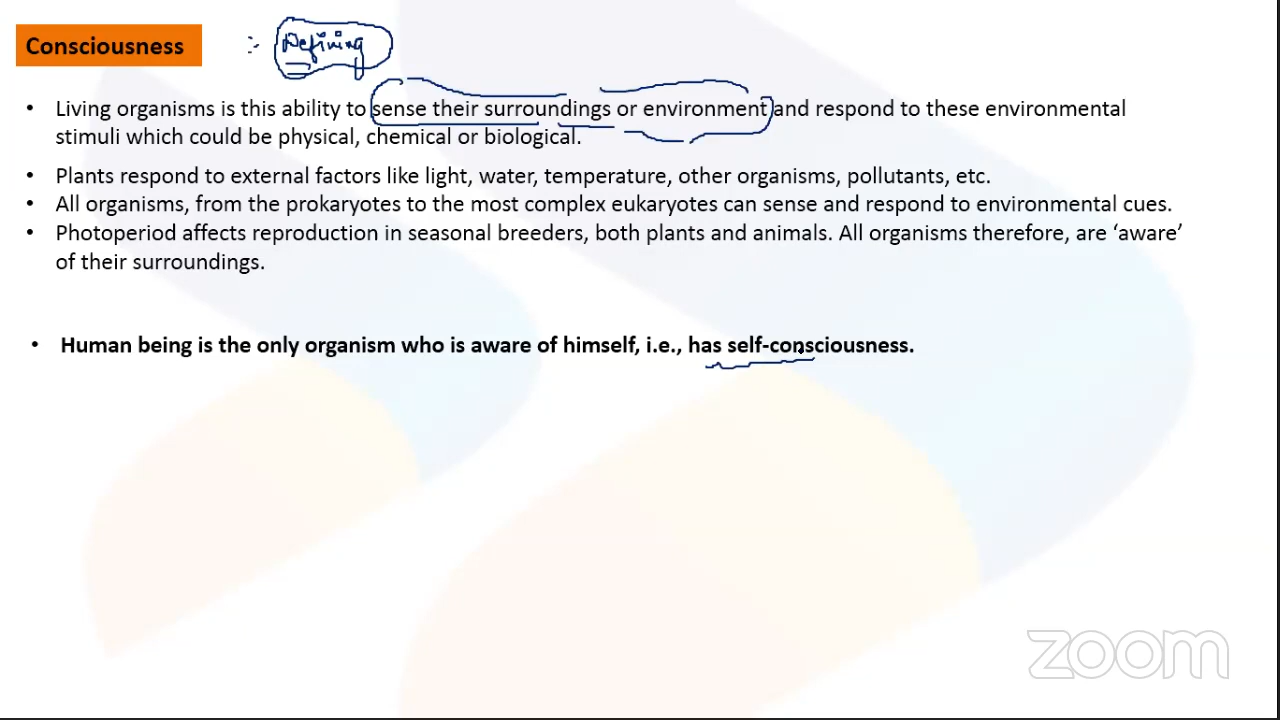 Consciousness :- Defining
• Living organisms is this ability to sense their surroundings or environment and respond to these environmental
stimuli which could be physical, chemical or biological.
• Plants respond to external factors like light, water, temperature, other organisms, pollutants, etc.
• All organisms, from the prokaryotes to the most complex eukaryotes can sense and respond to environmental cues.
• Photoperiod affects reproduction in seasonal breeders, both plants and animals. All organisms therefore, are ‘aware’
of their surroundings.
• Human being is the only organism who is aware of himself, i.e., has self-consciousness.
zoom